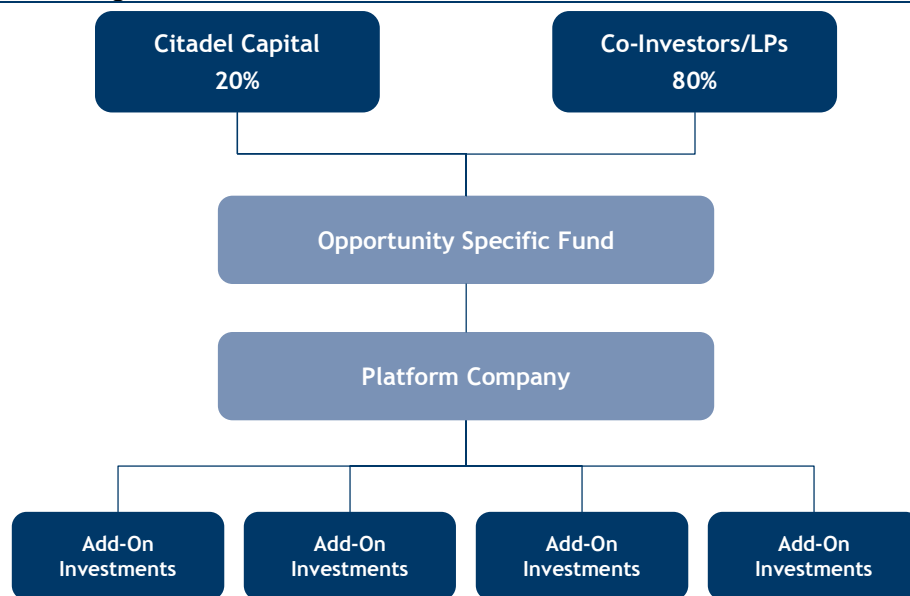 Citadel Capital
20%
Co-Investors/LPs
80%
Opportunity Specific Fund
Platform Company
Add-On
Investments
Add-On
Investments
Add-On
Investments
Add-On
Investments